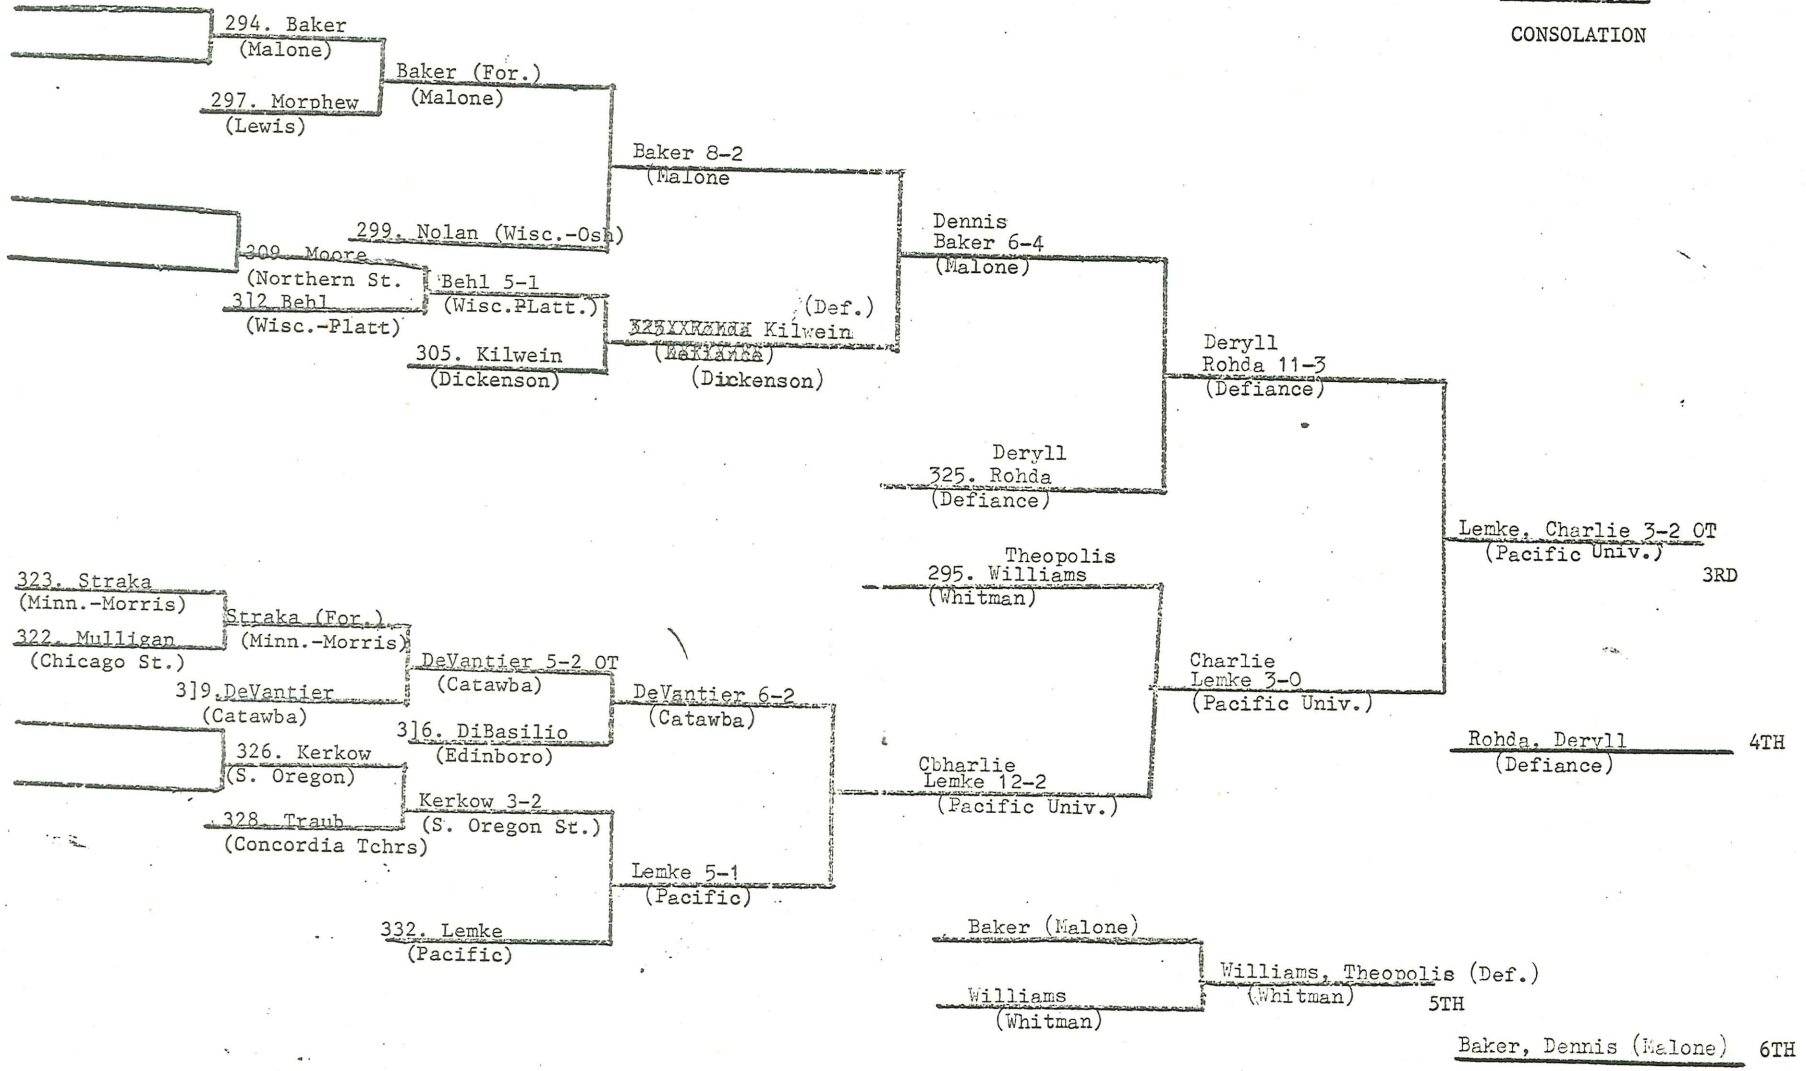 CONSOLATION
294. Baker
(Malone)
Baker (For.)
(Malone)
297. Morphew
(Lewis)
Baker 8-2
(Malone
299. Nolan (Wisc.-Osh)
309. Moore
(Northern St.
Behl 5-1
(Wisc.PLatt.)
312 Behl
(Wisc.-Platt)
305. Kilwein
(Dickenson)
(Def.)
Kilwein
(Dickenson)
Dennis
Baker 6-4
(Malone)
Deryll
Rohda 11-3
(Defiance)
Deryll
325. Rohda
(Defiance)
Lemke, Charlie 3-2 OT
(Pacific Univ.)
3RD
Theopolis
295. Williams
(Whitman)
323. Straka
(Minn.-Morris)
Straka (For.)
(Minn.-Morris)
322. Mulligan
(Chicago St.)
DeVantier 5-2 OT
(Catawba)
319.DeVantier
(Catawba)
DeVantier 6-2
(Catawba)
316. DiBasilio
(Edinboro)
326. Kerkow
(S. Oregon)
Kerkow 3-2
(S. Oregon St.)
328. Traub
(Concordia Tchrs)
Lemke 5-1
(Pacific)
332. Lemke
(Pacific)
Cbharlie
Lemke 12-2
(Pacific Univ.)
Charlie
Lemke 3-0
(Pacific Univ.)
Rohda, Deryll
(Defiance)
4TH
Baker (Malone)
Williams, Theopolis (Def.)
(Whitman)
5TH
Williams
(Whitman)
Baker, Dennis (Malone) 6TH